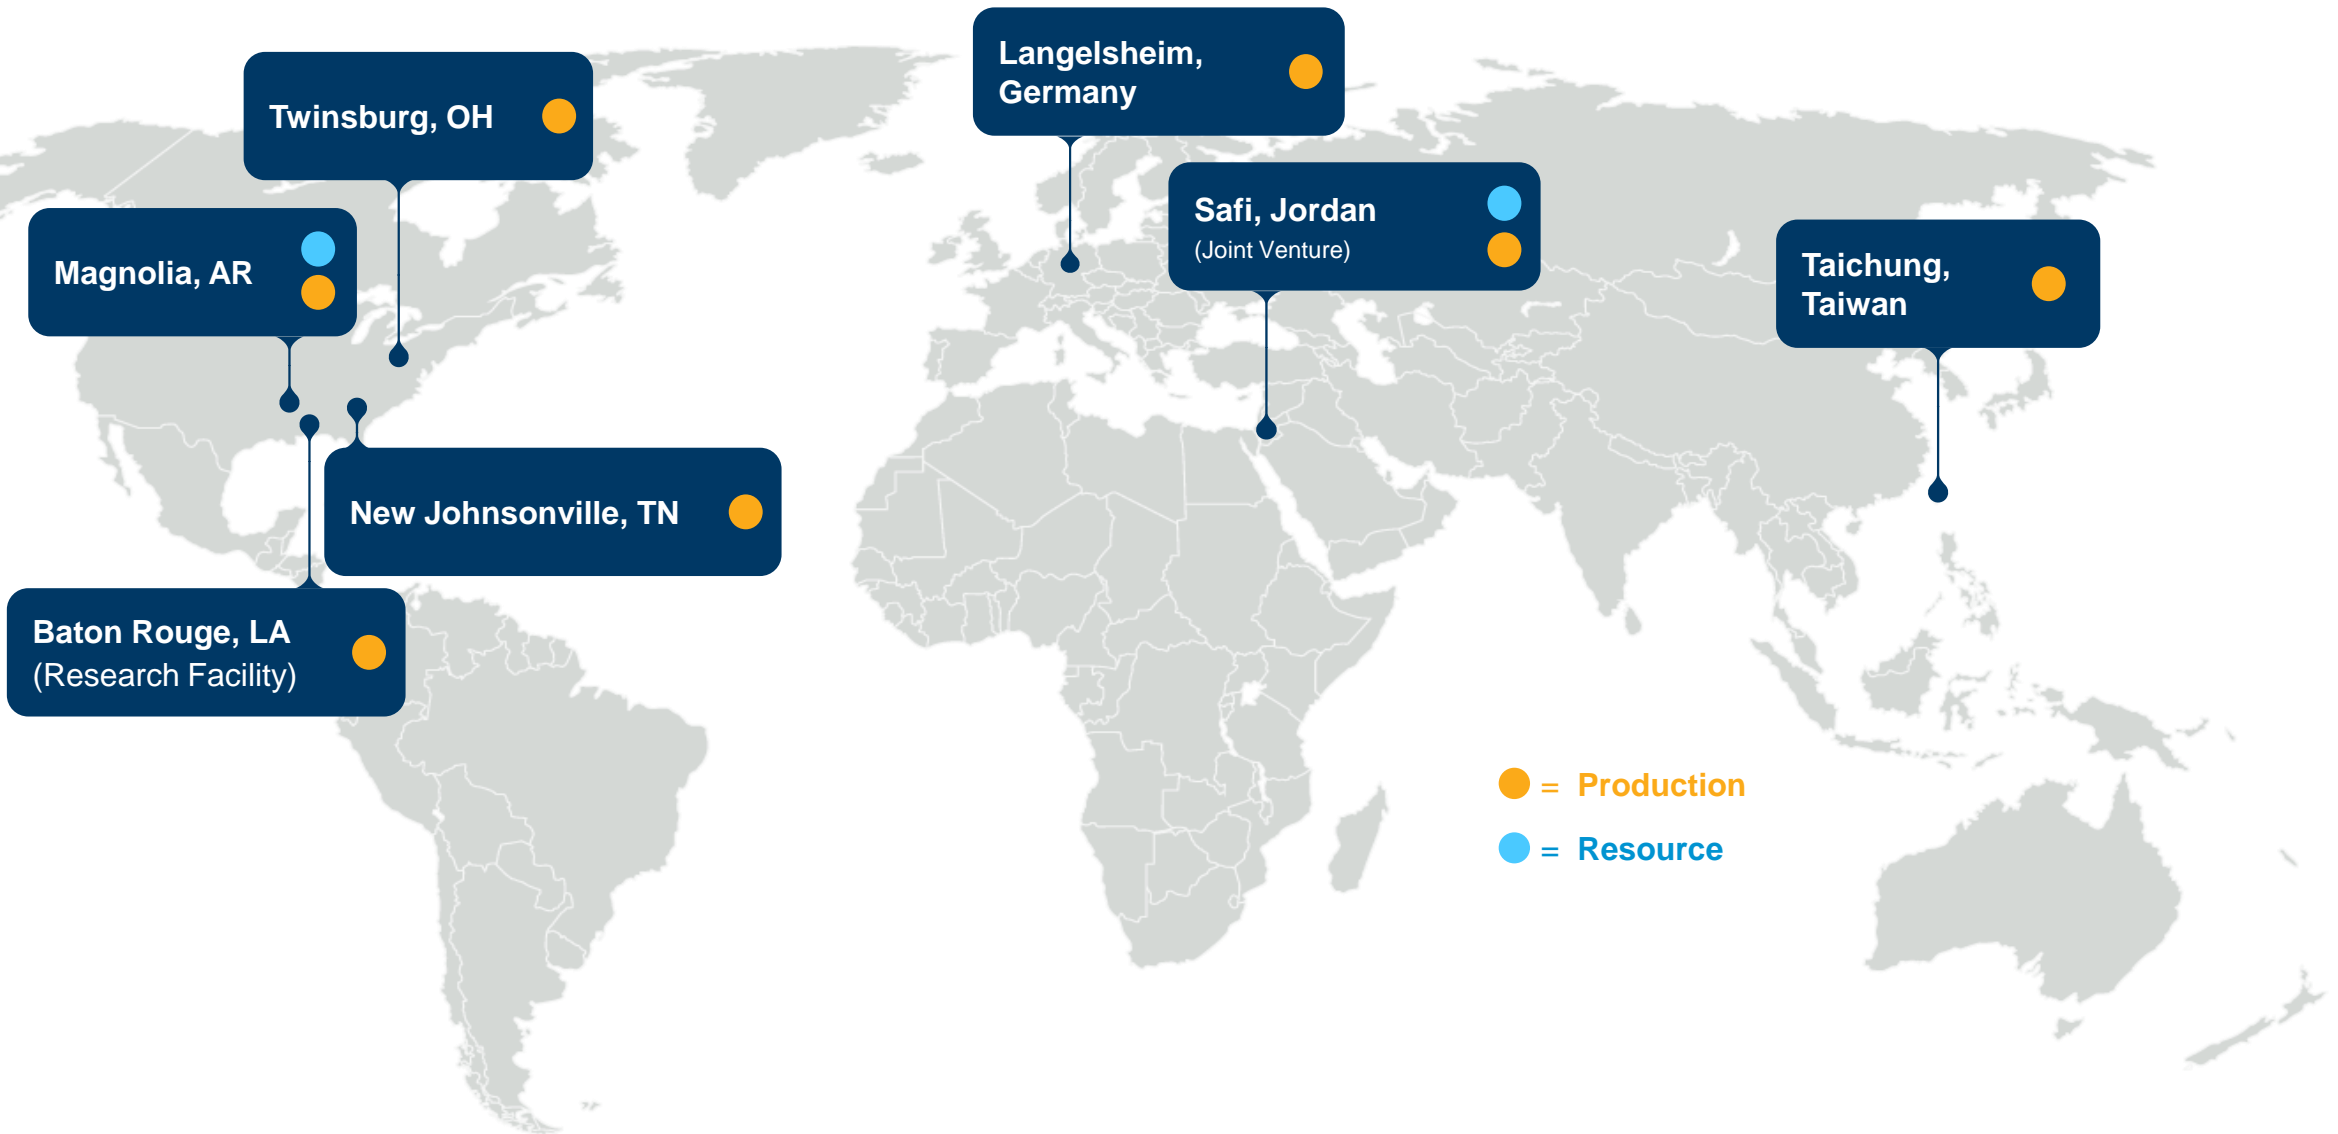 Twinsburg, OH
Langelsheim,
Germany
Magnolia, AR
Safi, Jordan
(Joint Venture)
Taichung,
Taiwan
New Johnsonville, TN
Baton Rouge, LA
(Research Facility)
= Production
= Resource